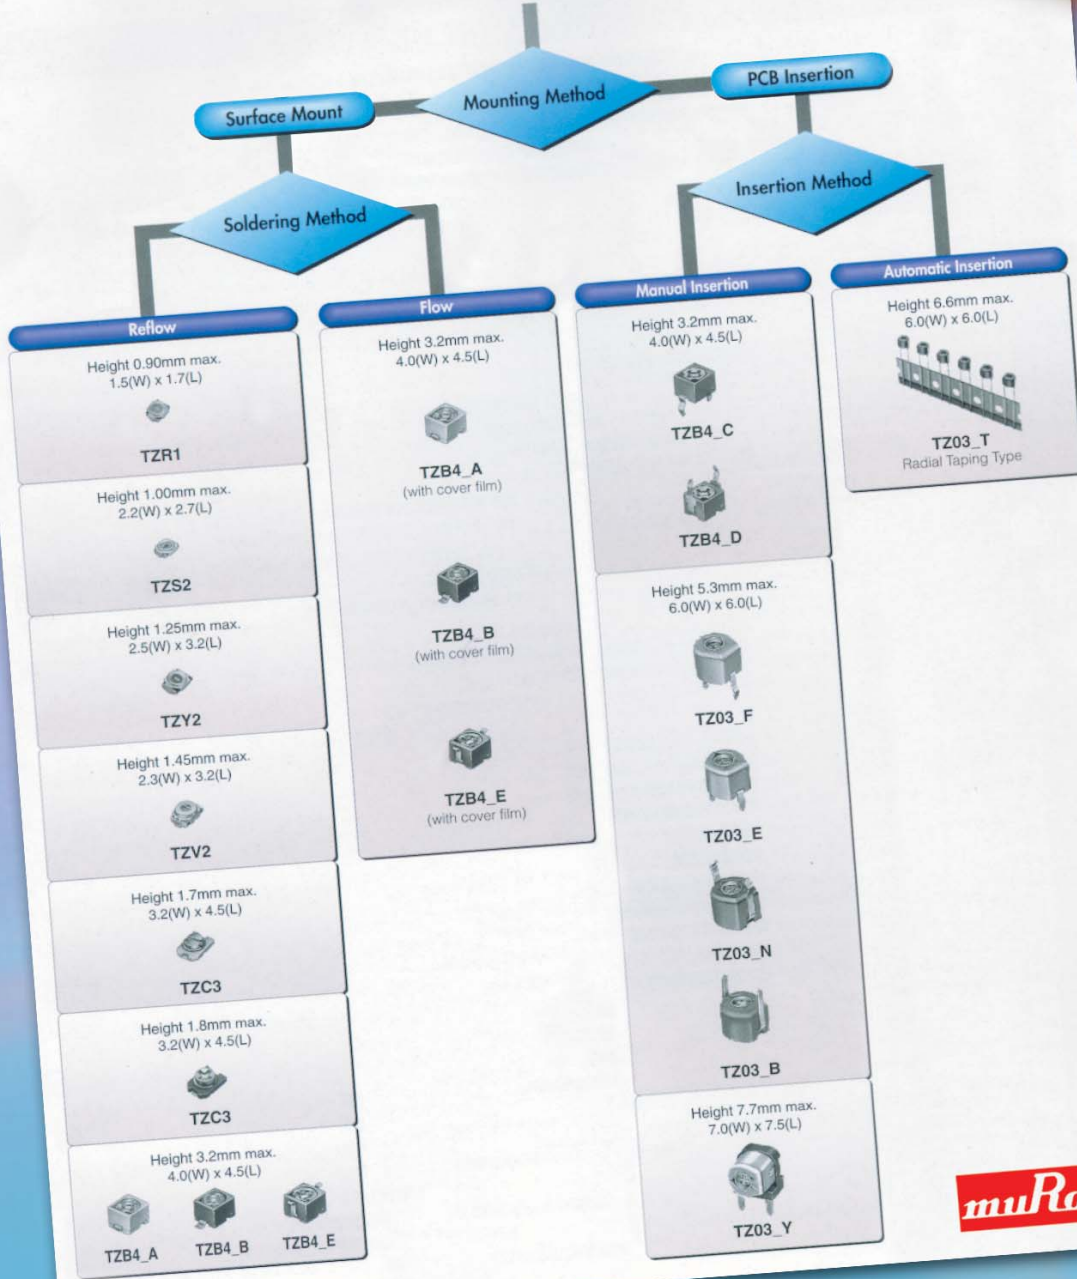 Mounting Method
Surface Mount
PCB Insertion
Soldering Method
Insertion Method
Reflow
Height 0.90mm max.
1.5(W) x 1.7(L)
TZR1
Height 1.00mm max.
2.2(W) x 2.7(L)
TZS2
Height 1.25mm max.
2.5(W) x 3.2(L)
TZY2
Height 1.45mm max.
2.3(W) x 3.2(L)
TZV2
Height 1.7mm max.
3.2(W) x 4.5(L)
TZC3
Height 1.8mm max.
3.2(W) x 4.5(L)
TZC3
Height 3.2mm max.
4.0(W) x 4.5(L)
TZB4_A TZB4_B TZB4_E
Flow
Height 3.2mm max.
4.0(W) x 4.5(L)
TZB4_A
(with cover film)
TZB4_B
(with cover film)
TZB4_E
(with cover film)
Manual Insertion
Height 3.2mm max.
4.0(W) x 4.5(L)
TZB4_C
TZB4_D
Height 5.3mm max.
6.0(W) x 6.0(L)
TZ03_F
TZ03_E
TZ03_N
TZ03_B
Height 7.7mm max.
7.0(W) x 7.5(L)
TZ03_Y
Automatic Insertion
Height 6.6mm max.
6.0(W) x 6.0(L)
TZ03_T
Radial Taping Type
muRa